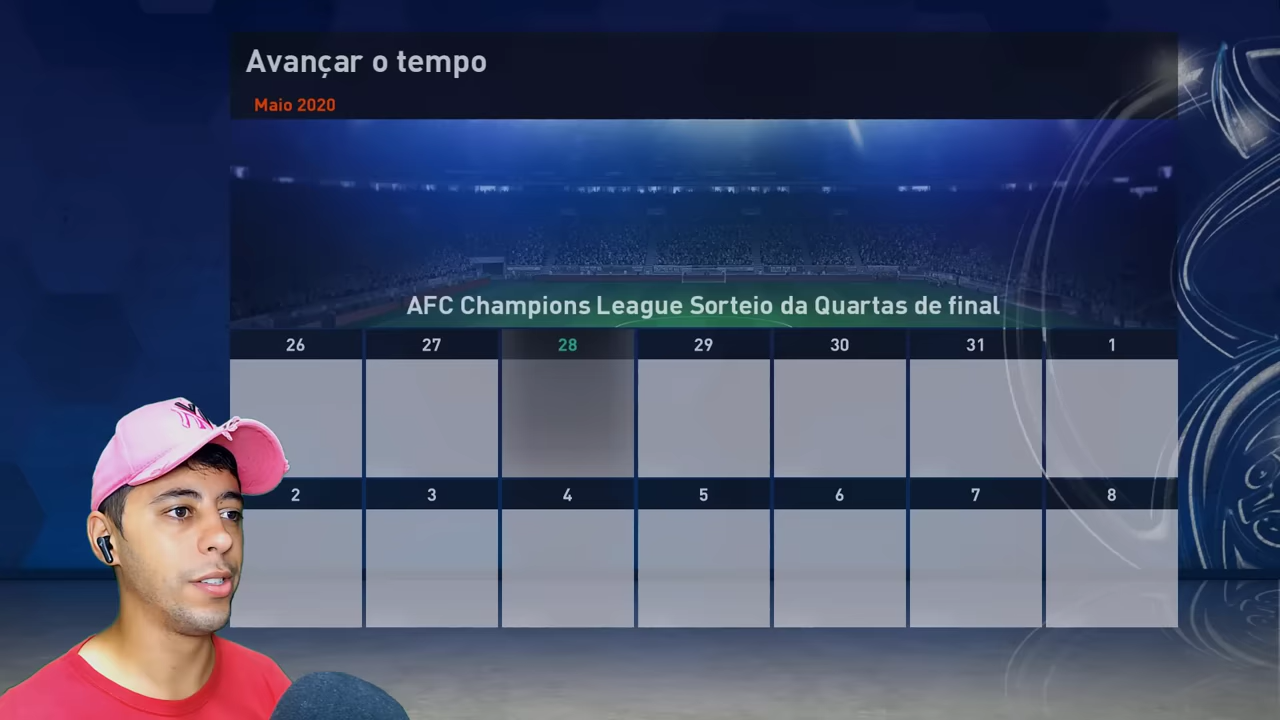 Avançar o tempo
Maio 2020
AFC Champions League Sorteio da Quartas de final
26 27 28 29 30 31 1
2 3 4 5 6 7 8